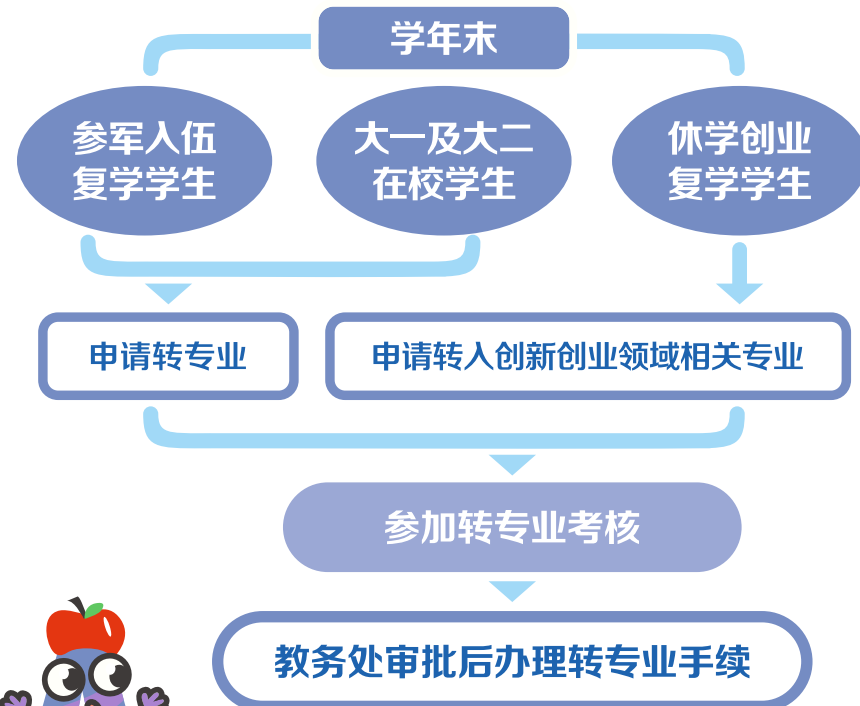 学年末
参军入伍
复学学生
大一及大二
在校学生
休学创业
复学学生
申请转专业
申请转入创新创业领域相关专业
参加转专业考核
教务处审批后办理转专业手续